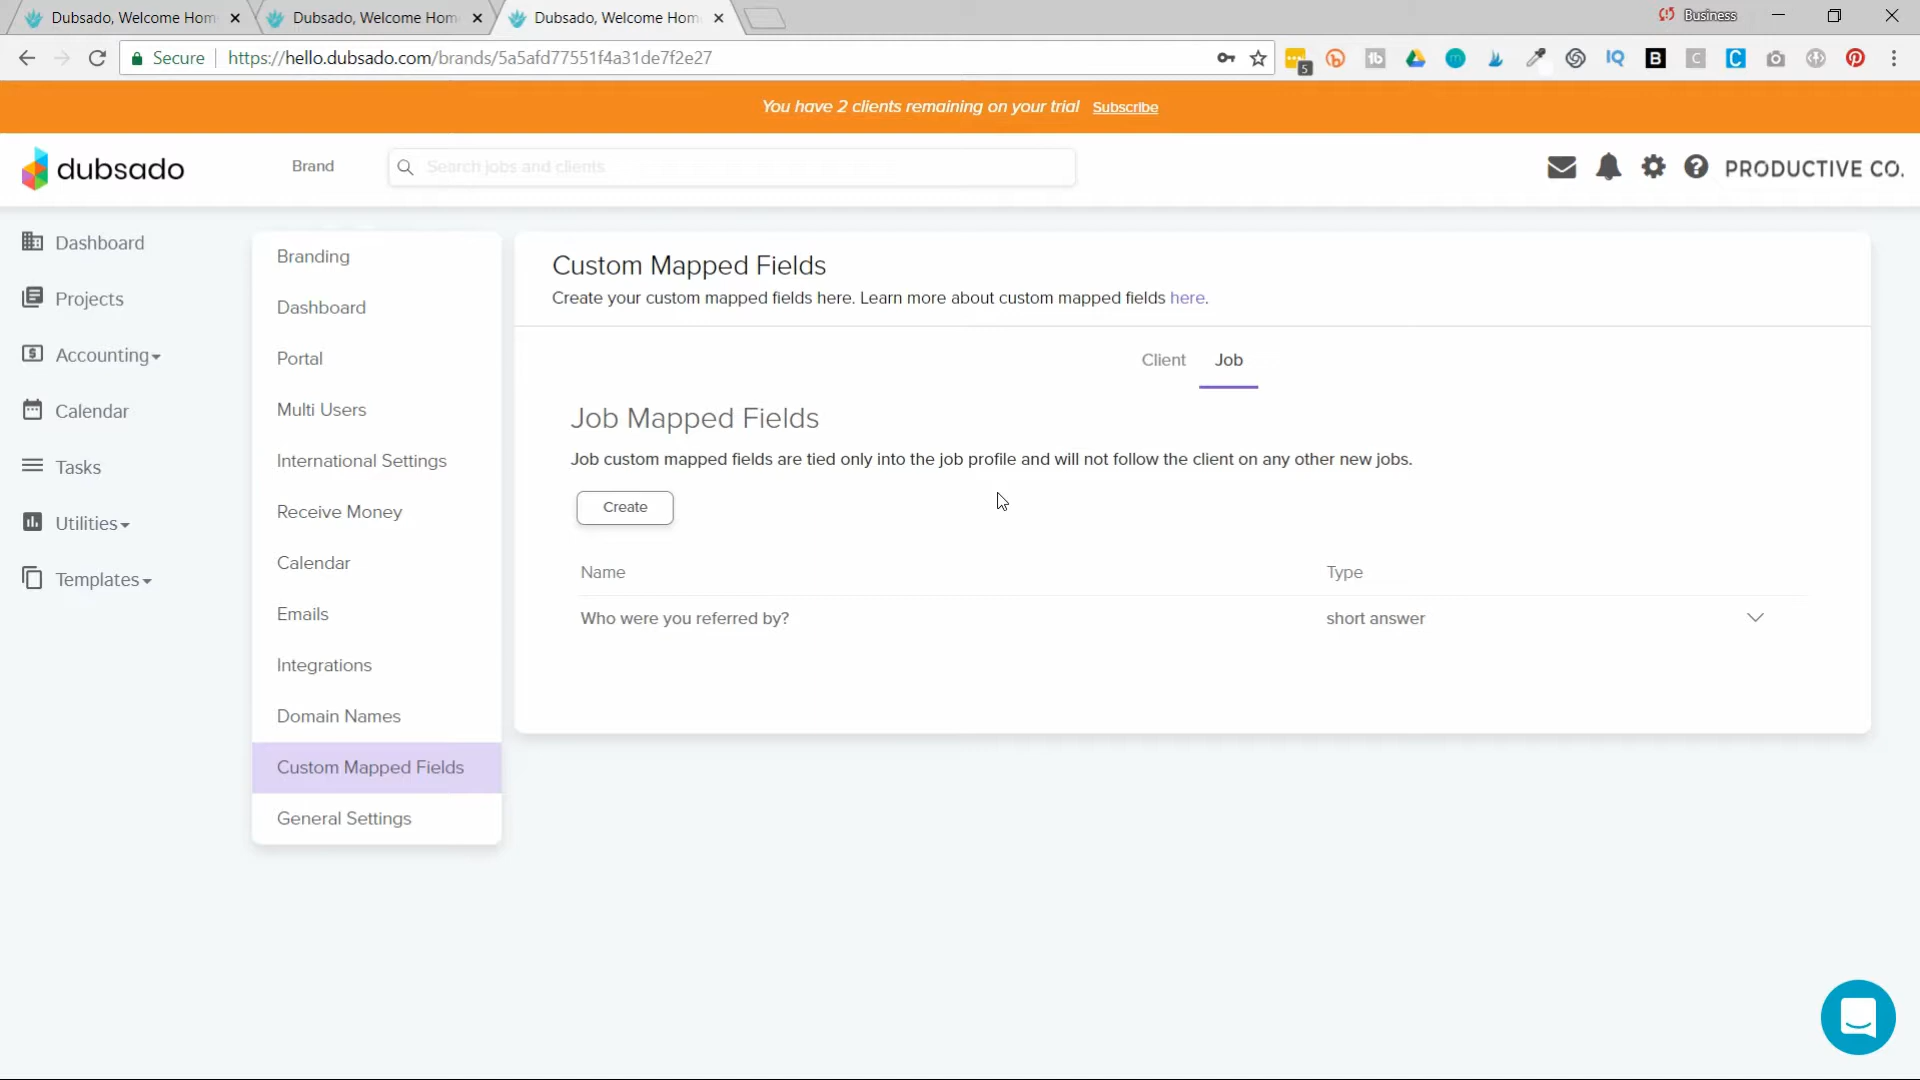 Dubsado, Welcome Hom
Dubsado, Welcome Hom
Dubsado, Welcome Hom
Business
Secure
https://hello.dubsado.com/brands/5a5afd77551f4a31de7f2e27
5
tb
m
IQ
B
C
C
You have 2 clients remaining on your trial Subscribe
dubsado
Brand
Search jobs and clients
PRODUCTIVE CO.
Dashboard
Projects
Accounting
Calendar
Tasks
Utilities
Templates
Branding
Dashboard
Portal
Multi Users
International Settings
Receive Money
Calendar
Emails
Integrations
Domain Names
Custom Mapped Fields
General Settings
Custom Mapped Fields
Create your custom mapped fields here. Learn more about custom mapped fields here.
Client Job
Job Mapped Fields
Job custom mapped fields are tied only into the job profile and will not follow the client on any other new jobs.
Create
Name Type
Who were you referred by? short answer